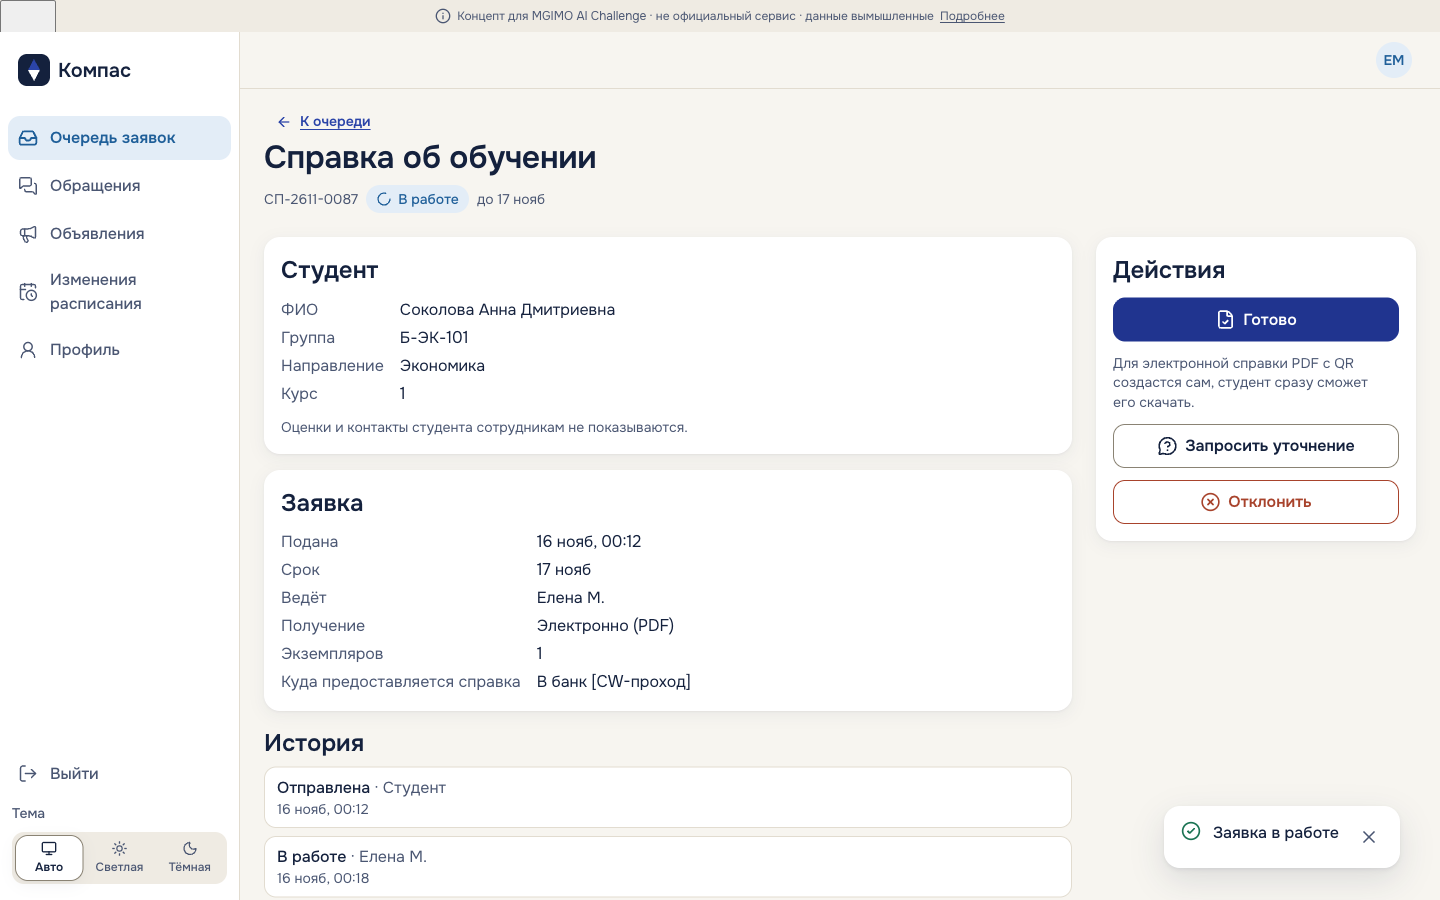 Концепт для MGIMO AI Challenge · не официальный сервис · данные вымышленные Подробнее
Компас
EM
Очередь заявок
Обращения
Объявления
Изменения
расписания
Профиль
Выйти
Тема
Авто
Светлая
Тёмная
К очереди
Справка об обучении
СП-2611-0087 В работе до 17 нояб
Студент
ФИО Соколова Анна Дмитриевна
Группа Б-ЭК-101
Направление Экономика
Курс 1
Оценки и контакты студента сотрудникам не показываются.
Заявка
Подана 16 нояб, 00:12
Срок 17 нояб
Ведёт Елена М.
Получение Электронно (PDF)
Экземпляров 1
Куда предоставляется справка В банк [CW-проход]
История
Отправлена · Студент
16 нояб, 00:12
В работе · Елена М.
16 нояб, 00:18
Действия
Готово
Для электронной справки PDF с QR
создастся сам, студент сразу сможет
его скачать.
Запросить уточнение
Отклонить
Заявка в работе